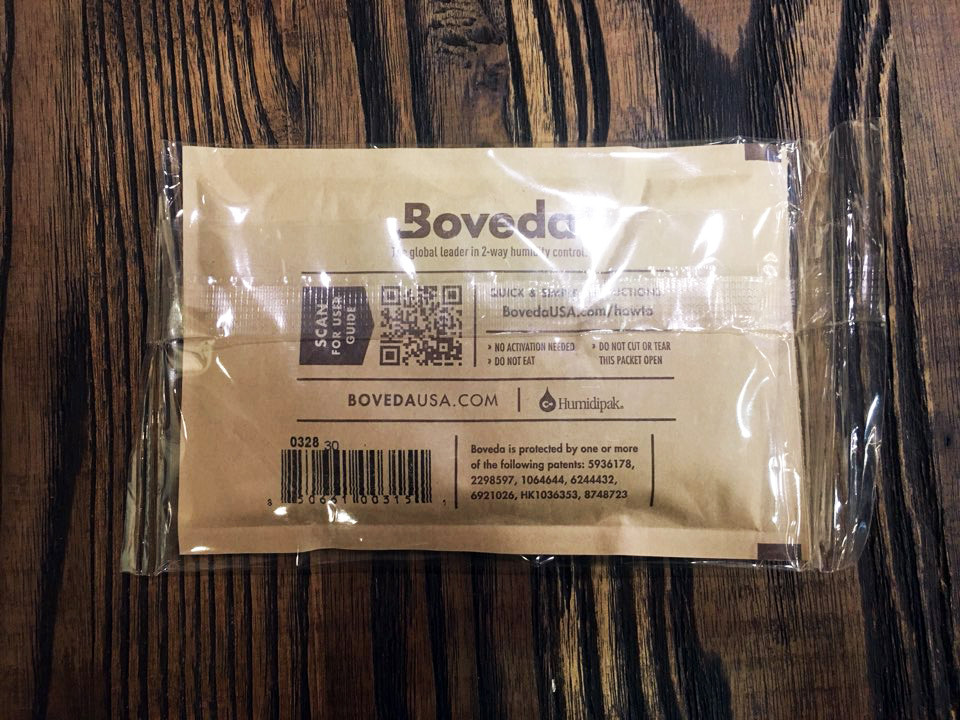 Boveda
The global leader in 2-way humidity control.
SCAN
FOR USER
GUIDE
QUICK & SIMPLE INSTRUCTIONS:
BovedaUSA.com/howto
» NO ACTIVATION NEEDED
» DO NOT EAT
» DO NOT CUT OR TEAR
THIS PACKET OPEN
BOVEDAUSA.COM
Humidipak®
0328 30
Boveda is protected by one or more
of the following patents: 5936178,
2298597, 1064644, 6244432,
6921026, HK1036353, 8748723